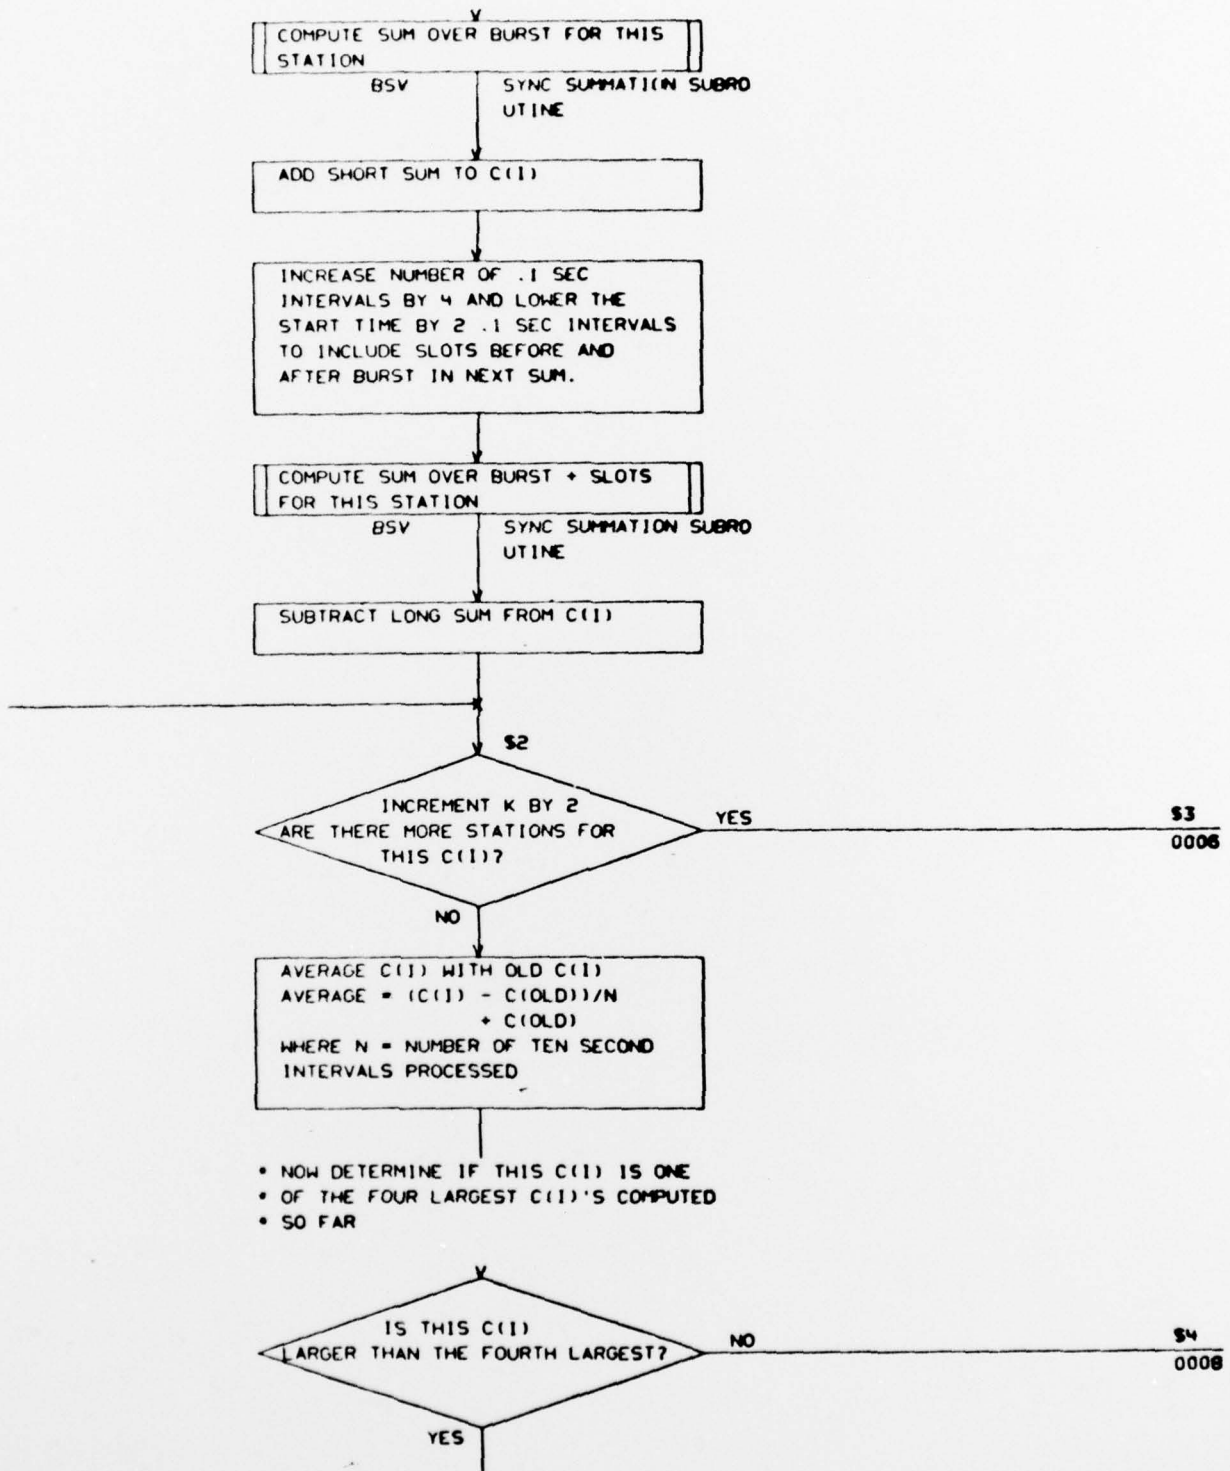 COMPUTE SUM OVER BURST FOR THIS
STATION
BSV
SYNC SUMMATION SUBRO
UTINE
ADD SHORT SUM TO C(I)
INCREASE NUMBER OF .1 SEC
INTERVALS BY 4 AND LOWER THE
START TIME BY 2 .1 SEC INTERVALS
TO INCLUDE SLOTS BEFORE AND
AFTER BURST IN NEXT SUM.
COMPUTE SUM OVER BURST + SLOTS
FOR THIS STATION
BSV
SYNC SUMMATION SUBRO
UTINE
SUBTRACT LONG SUM FROM C(I)
$2
INCREMENT K BY 2
ARE THERE MORE STATIONS FOR
THIS C(I)?
YES
$3
0006
NO
AVERAGE C(I) WITH OLD C(I)
AVERAGE = (C(I) - C(OLD))/N
+ C(OLD)
WHERE N = NUMBER OF TEN SECOND
INTERVALS PROCESSED
* NOW DETERMINE IF THIS C(I) IS ONE
* OF THE FOUR LARGEST C(I)'S COMPUTED
* SO FAR
IS THIS C(I)
LARGER THAN THE FOURTH LARGEST?
NO
$4
0008
YES